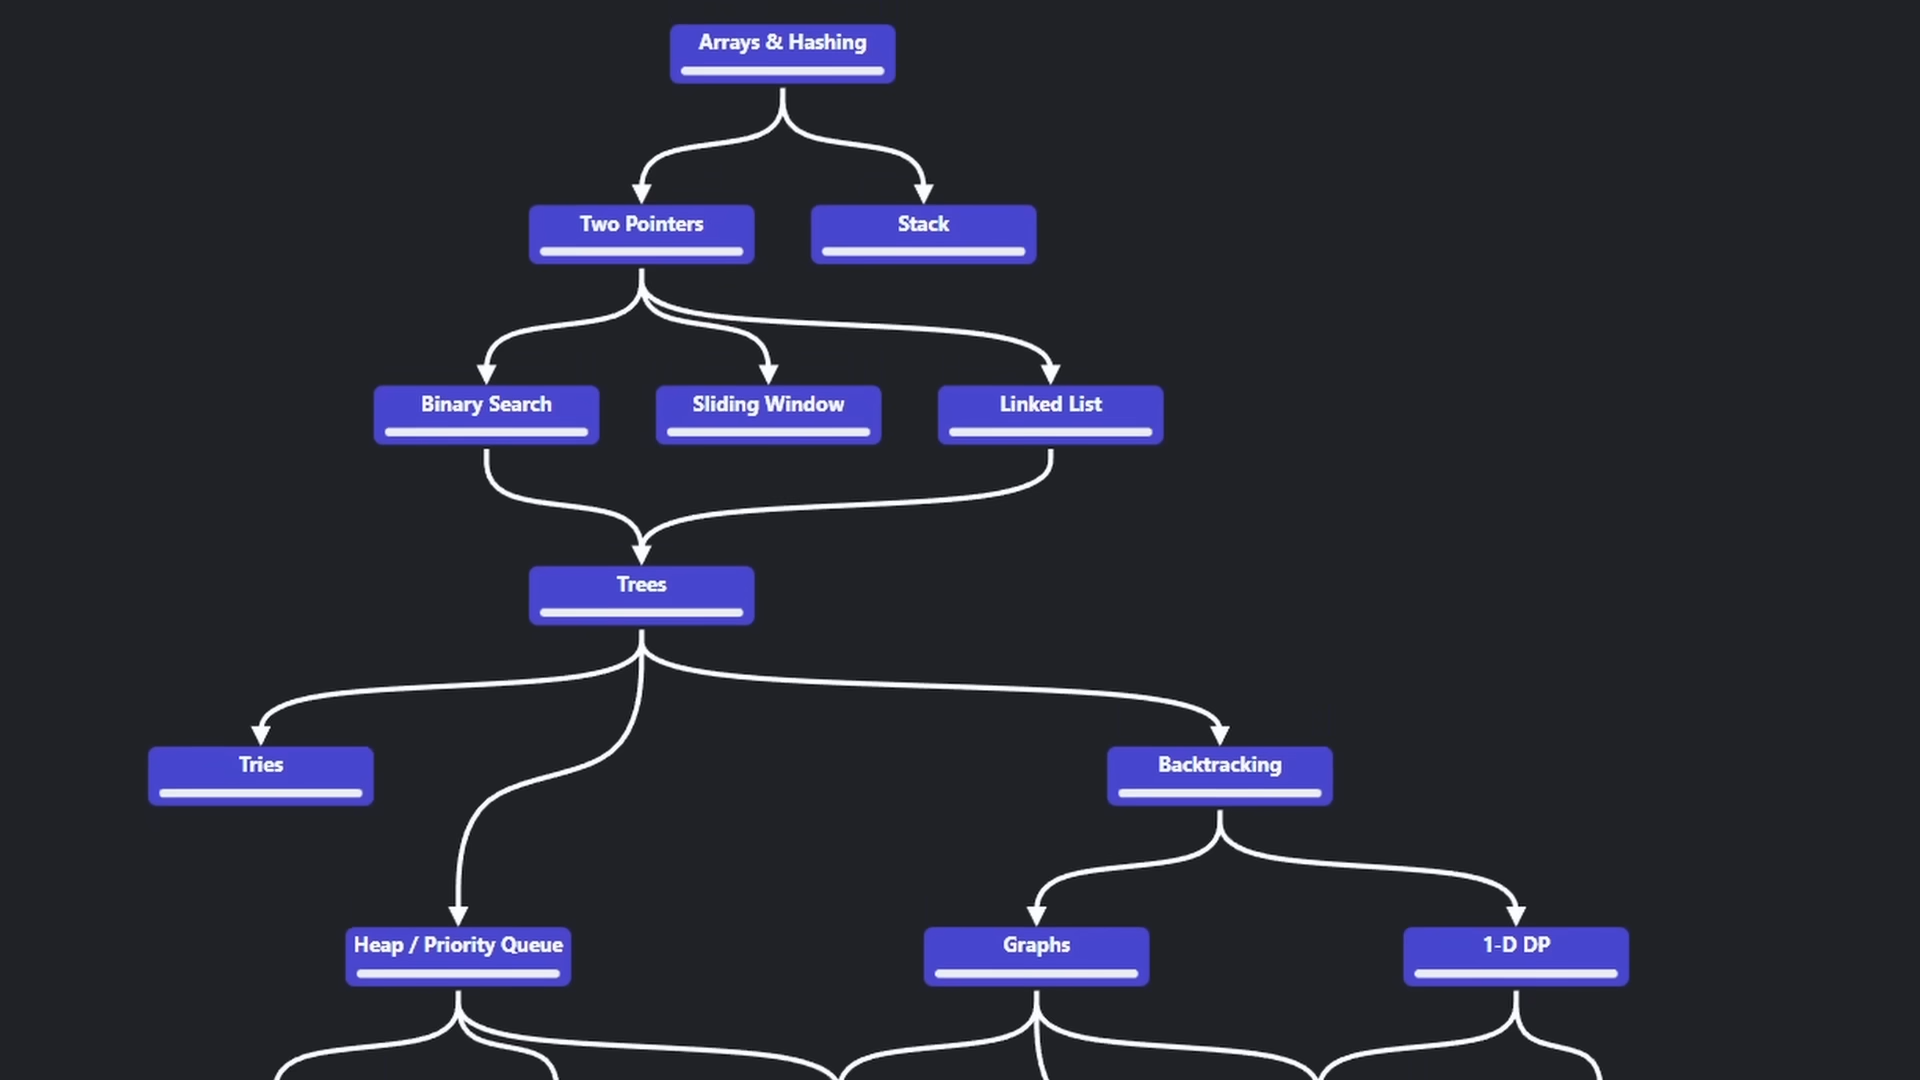 Arrays & Hashing
Two Pointers
Stack
Binary Search
Sliding Window
Linked List
Trees
Tries
Backtracking
Heap / Priority Queue
Graphs
1-D DP